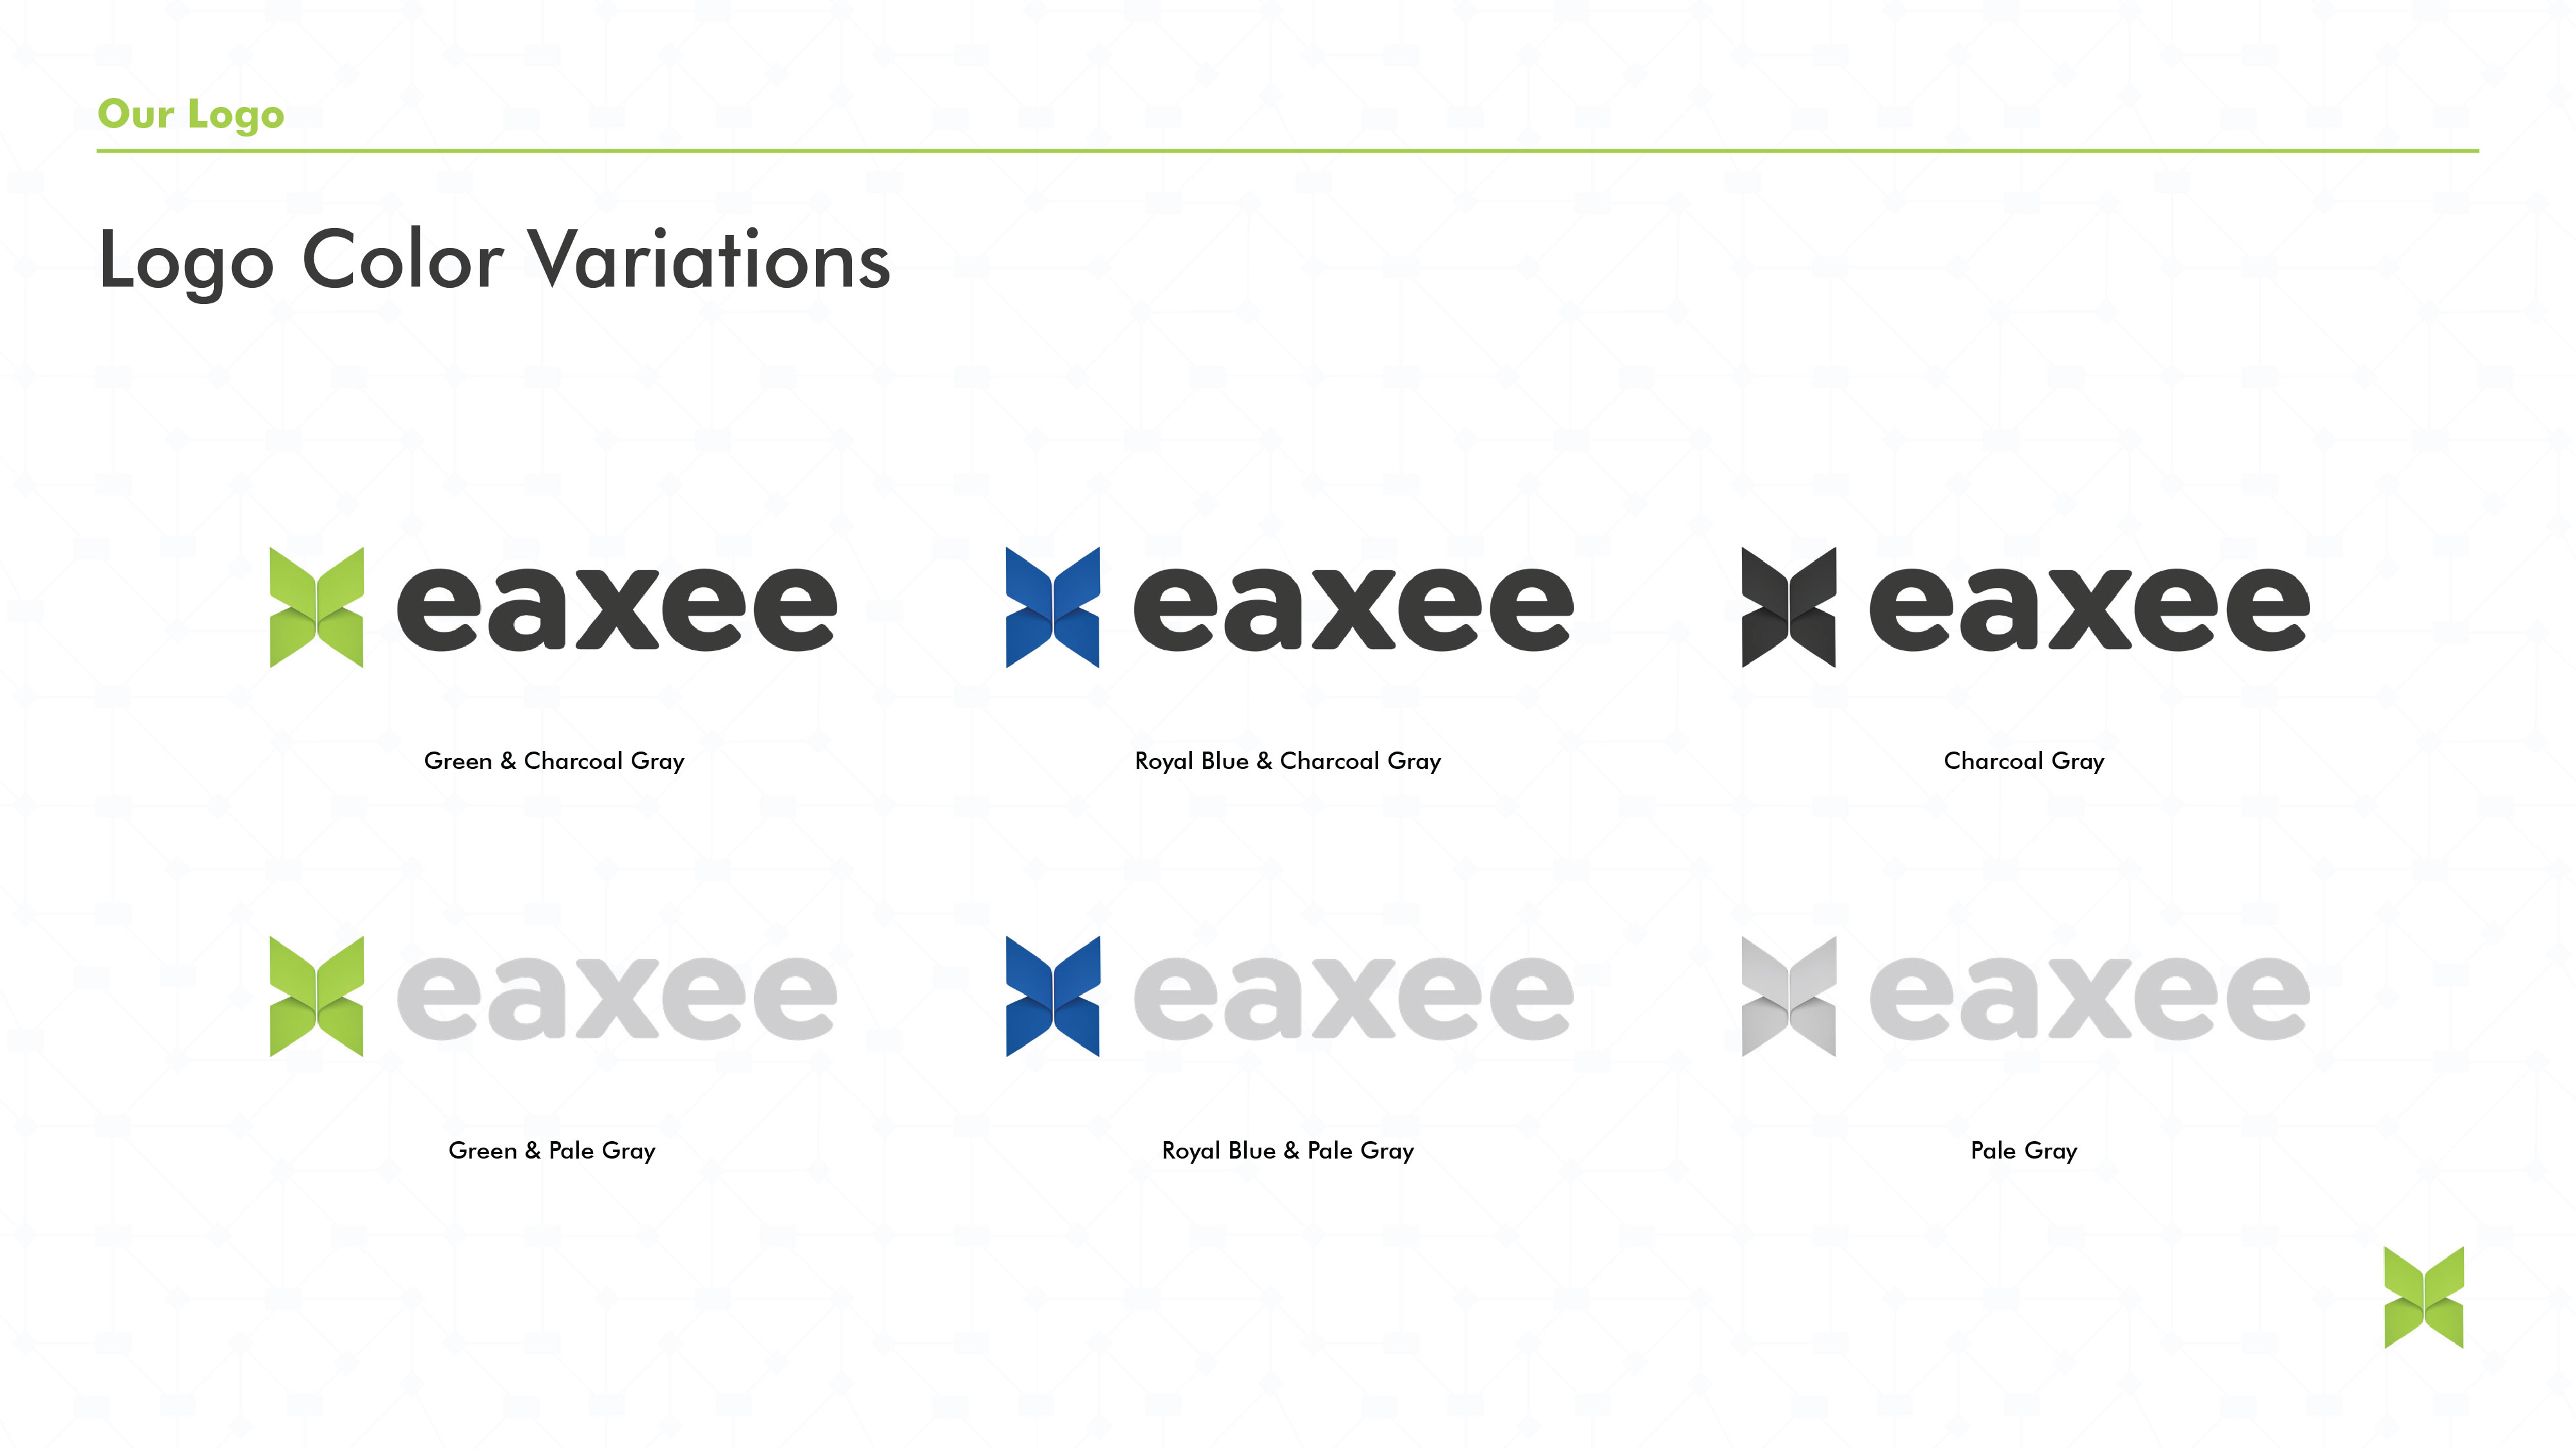 Our Logo
Logo Color Variations
eaxee
eaxee
eaxee
Green & Charcoal Gray
Royal Blue & Charcoal Gray
Charcoal Gray
eaxee
eaxee
eaxee
Green & Pale Gray
Royal Blue & Pale Gray
Pale Gray